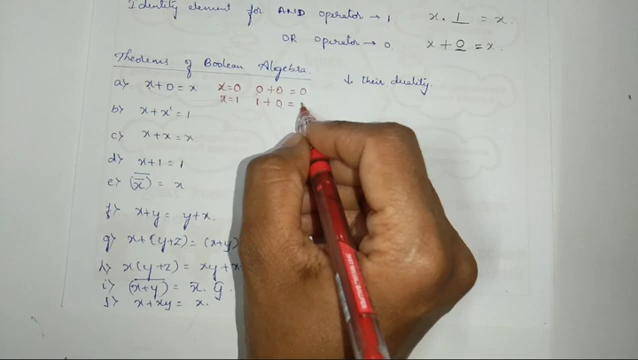 Identity element for AND operator → 1 x . 1 = x.
OR operator → 0. x + 0 = x.
Theorems of Boolean Algebra. ↓ their duality.
a) x+0 = x x=0 0+0 = 0
x=1 1+0 =
b) x+x' = 1
c) x+x = x
d) x+1 = 1
e) (x̅̅) = x
f) x+y = y+x.
g) x+(y+z) = (x+y)
h) x(y+z) = xy+x
i) (x+y)̅ = x̅. y̅.
j) x+xy = x.